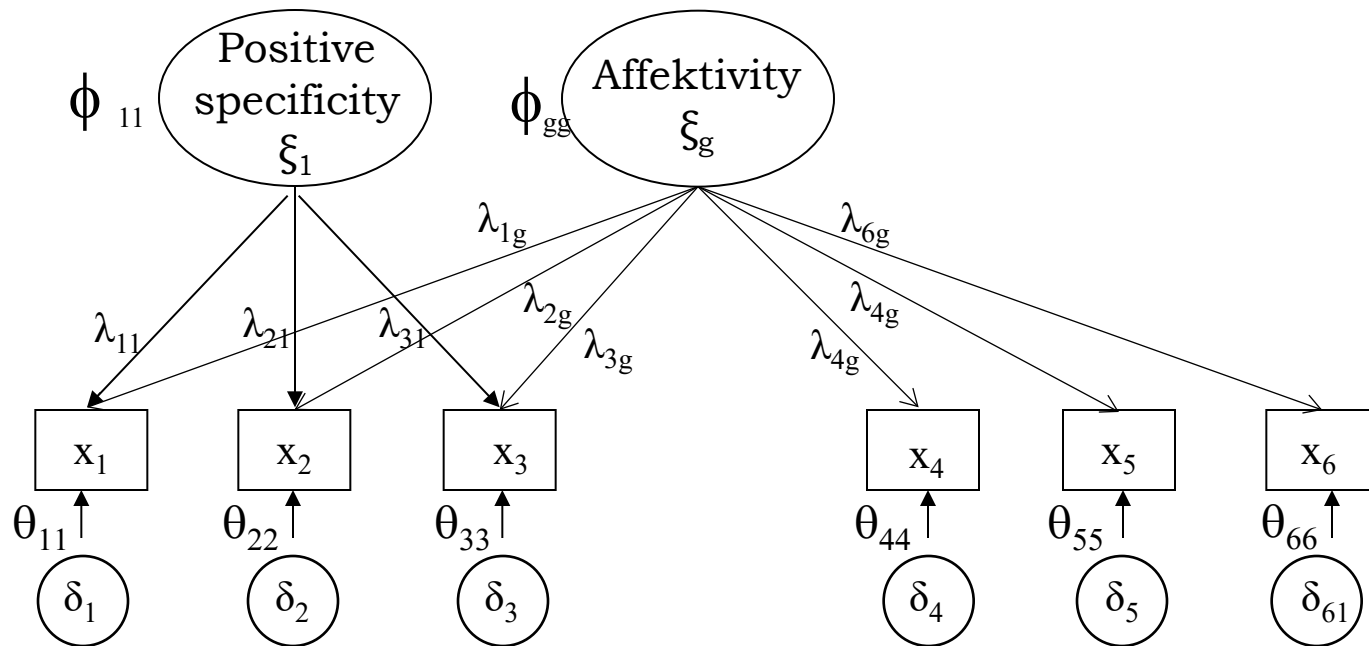 Positive
specificity
ξ₁
ϕ ₁₁
Affektivity
ξg
ϕgg
λ1g
λ6g
λ11
λ21
λ31
λ2g
λ3g
λ4g
λ4g
x₁
x₂
x₃
x₄
x₅
x₆
θ₁₁
θ₂₂
θ₃₃
θ₄₄
θ₅₅
θ₆₆
δ₁
δ₂
δ₃
δ₄
δ₅
δ₆₁